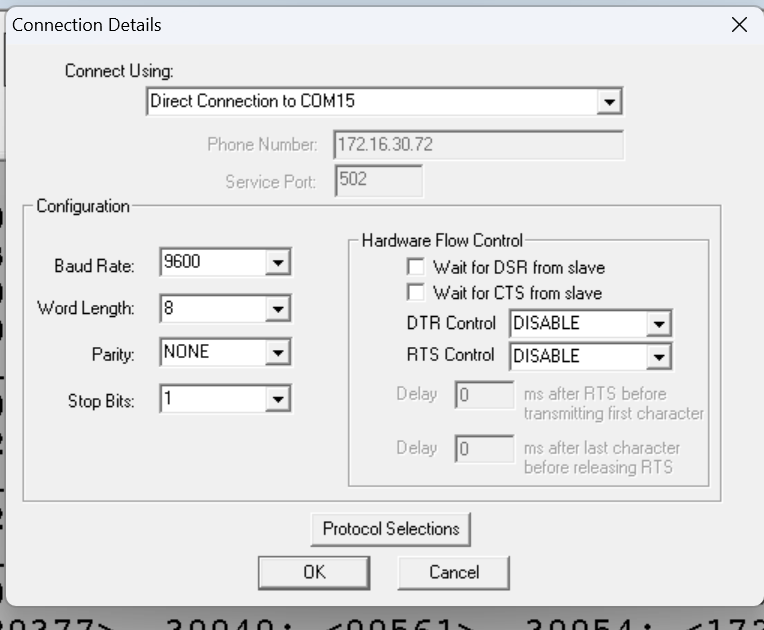 Connection Details
Connect Using:
Direct Connection to COM15
Phone Number: 172.16.30.72
Service Port: 502
Configuration
Baud Rate: 9600
Word Length: 8
Parity: NONE
Stop Bits: 1
Hardware Flow Control
Wait for DSR from slave
Wait for CTS from slave
DTR Control DISABLE
RTS Control DISABLE
Delay 0 ms after RTS before
transmitting first character
Delay 0 ms after last character
before releasing RTS
Protocol Selections
OK Cancel